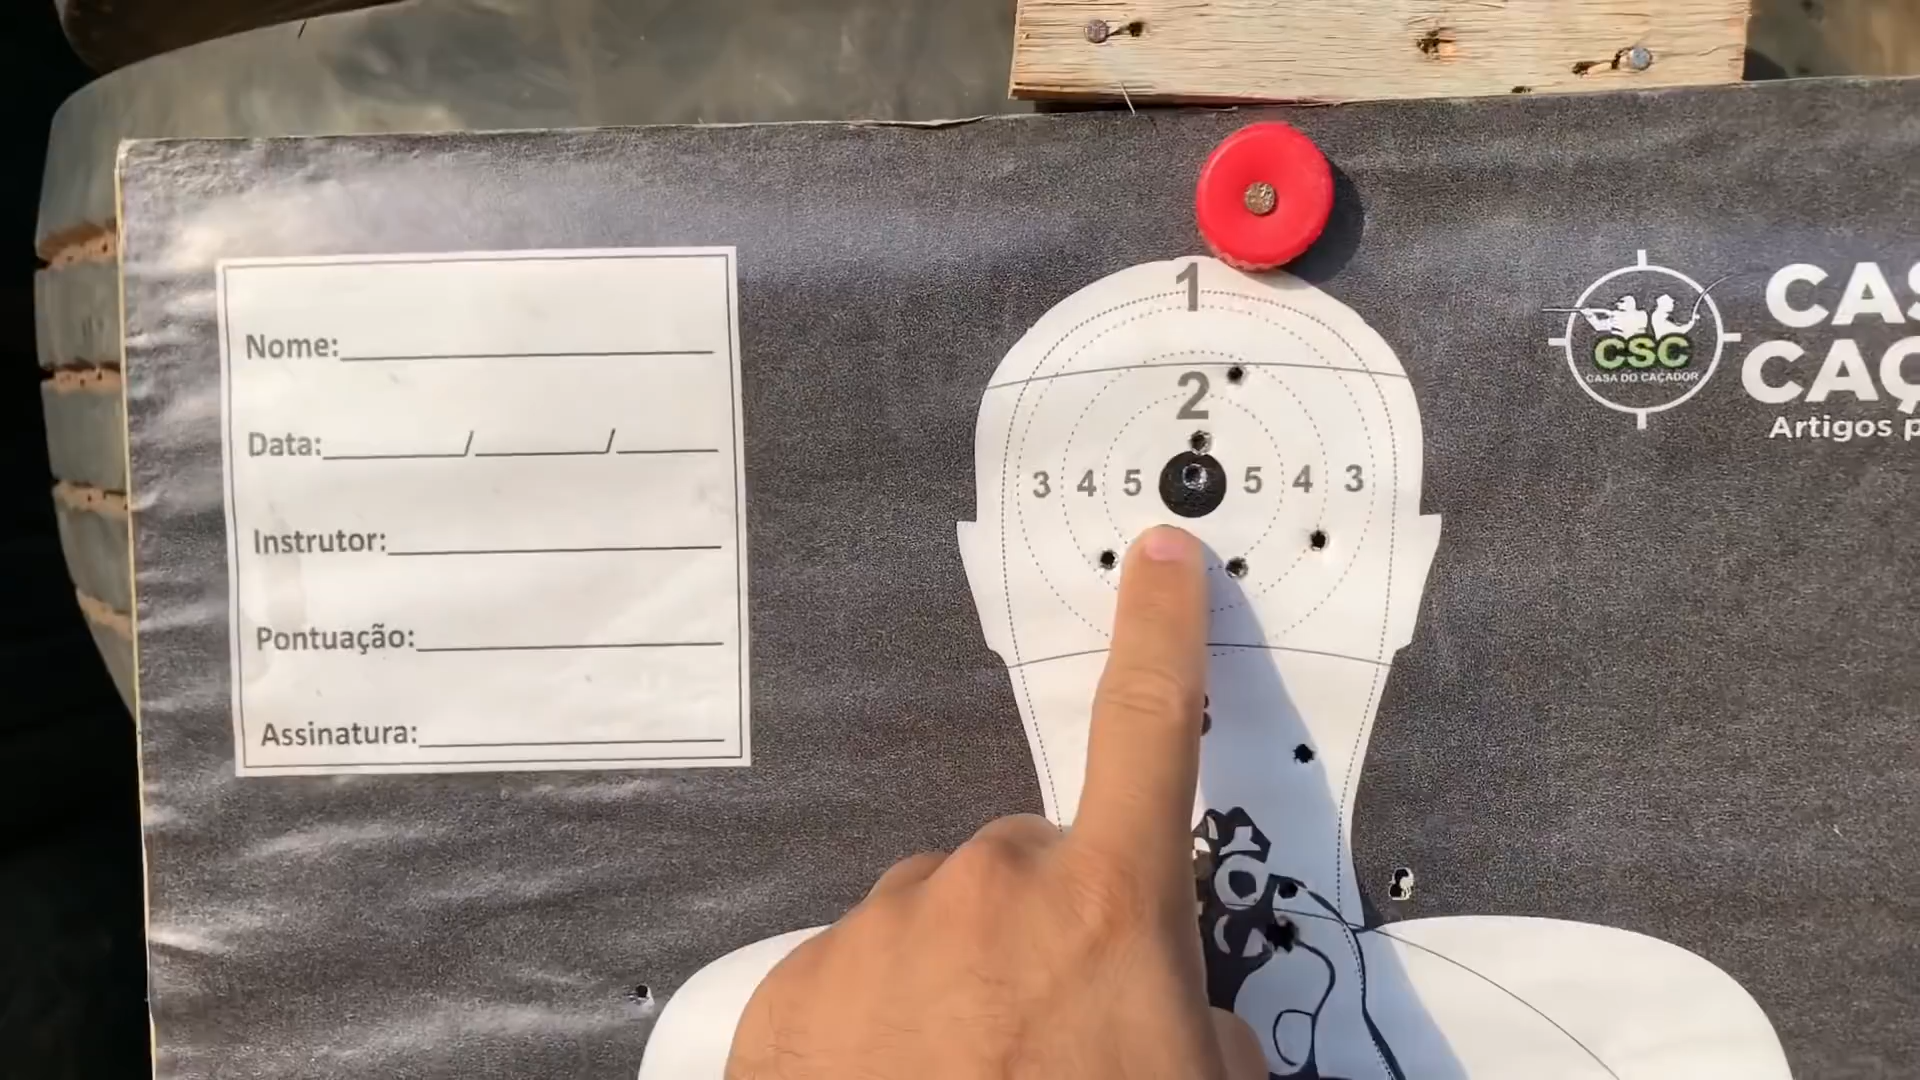 Nome:
Data: / /
Instrutor:
Pontuação:
Assinatura:
1
2
3 4 5 5 4 3
CSC
CASA DO CAÇADOR
CAS
CAÇ
Artigos p